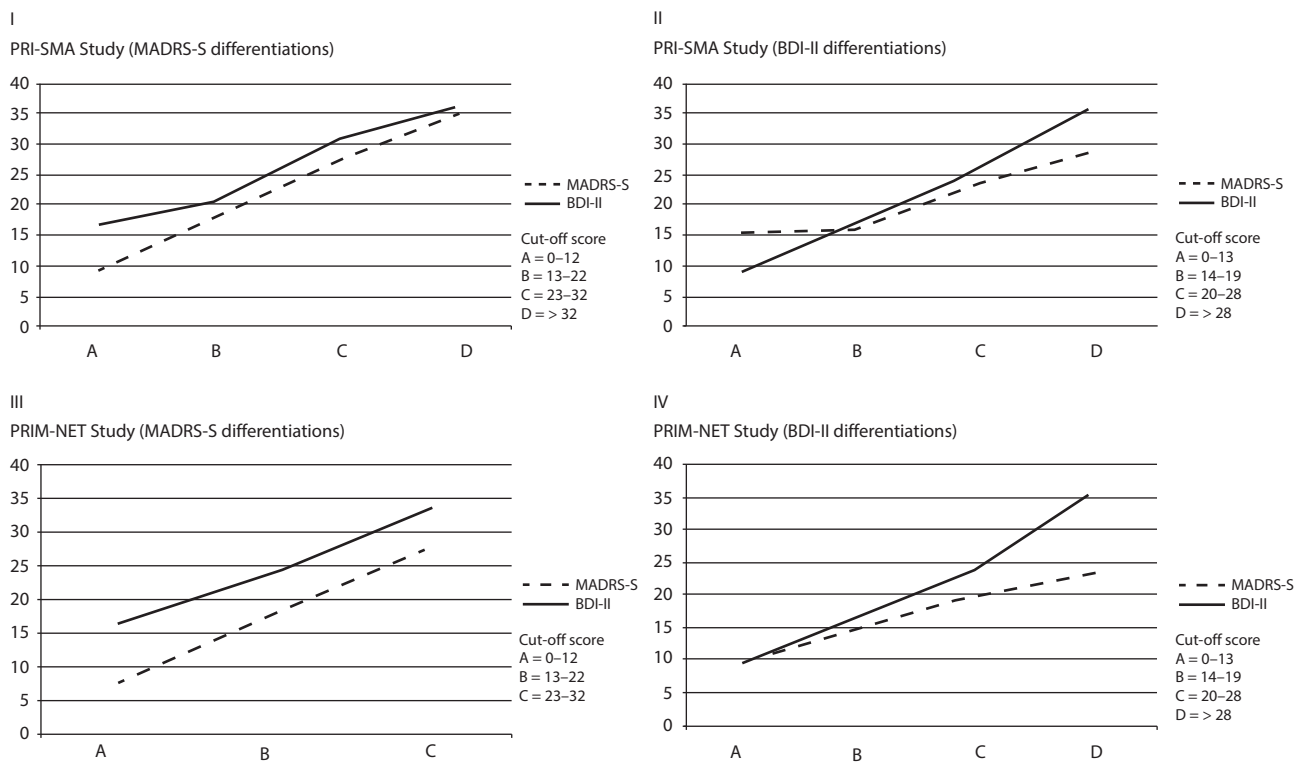 I
PRI-SMA Study (MADRS-S differentiations)
40
35
30
25
20
15
10
5
0
A B C D
MADRS-S
BDI-II
Cut-off score
A = 0–12
B = 13–22
C = 23–32
D = > 32
II
PRI-SMA Study (BDI-II differentiations)
40
35
30
25
20
15
10
5
0
A B C D
MADRS-S
BDI-II
Cut-off score
A = 0–13
B = 14–19
C = 20–28
D = > 28
III
PRIM-NET Study (MADRS-S differentiations)
40
35
30
25
20
15
10
5
0
A B C
MADRS-S
BDI-II
Cut-off score
A = 0–12
B = 13–22
C = 23–32
IV
PRIM-NET Study (BDI-II differentiations)
40
35
30
25
20
15
10
5
0
A B C D
MADRS-S
BDI-II
Cut-off score
A = 0–13
B = 14–19
C = 20–28
D = > 28